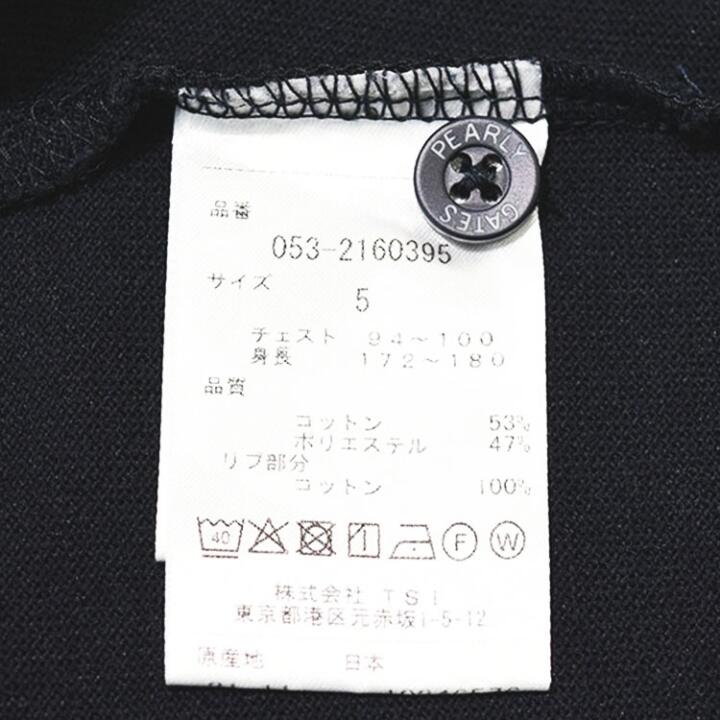 PEARLY GATES
品番
053-2160395
サイズ
5
チェスト 94～100
身長 172～180
品質
コットン 53%
ポリエステル 47%
リブ部分
コットン 100%
40 1 F W
株式会社 TSI
東京都港区元赤坂1-5-12
原産地 日本